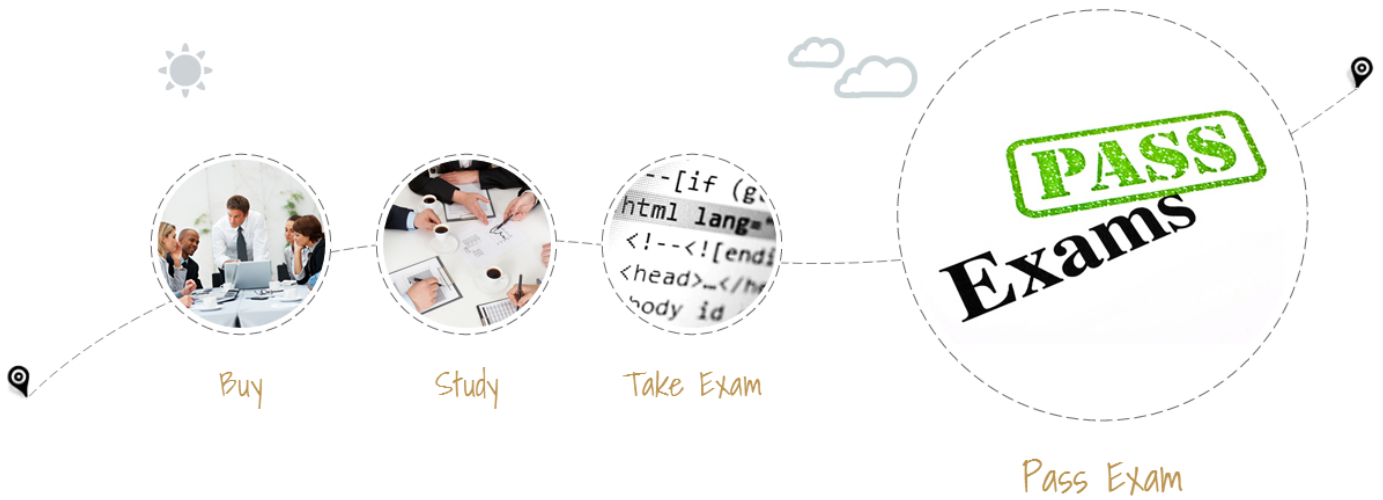 Buy
Study
Take Exam
--[if (g
html lang="
<!--<![endi
<head>…</he
body id
PASS
Exams
Pass Exam